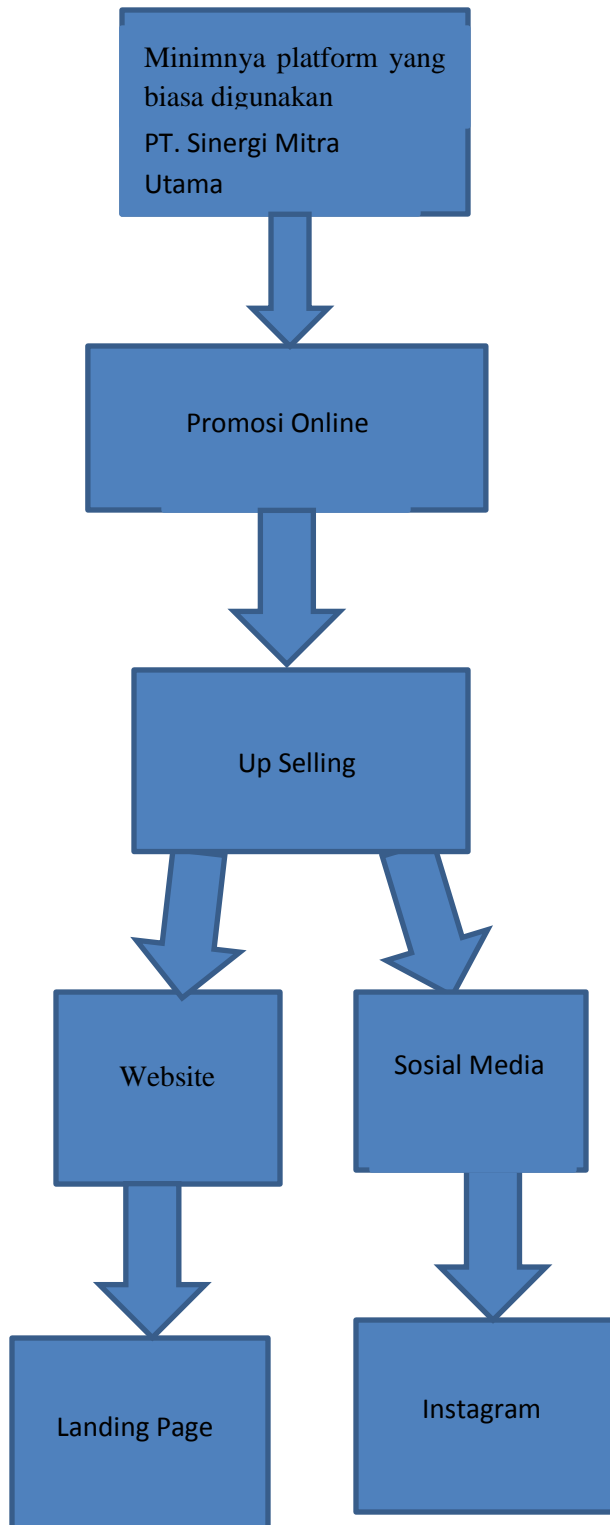 Minimnya platform yang
biasa digunakan
PT. Sinergi Mitra
Utama
Promosi Online
Up Selling
Website
Sosial Media
Landing Page
Instagram